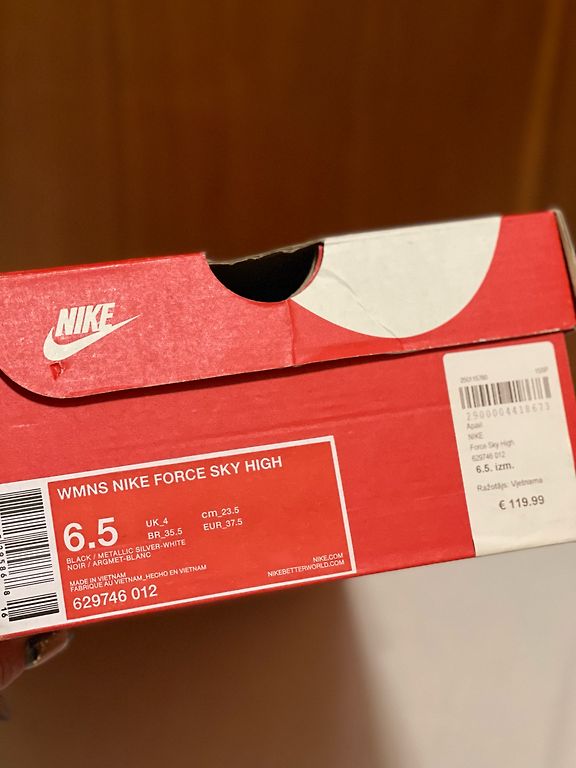 NIKE
WMNS NIKE FORCE SKY HIGH
6.5
UK_4
cm_23.5
BR_35.5
EUR_37.5
BLACK / METALLIC SILVER-WHITE
NOIR / ARGMET-BLANC
MADE IN VIETNAM
FABRIQUE AU VIETNAM_HECHO EN VIETNAM
629746 012
NIKE.COM
NIKEBETTERWORLD.COM
2900004418673
Apavi
NIKE
Force Sky High
629746 012
6.5. izm.
Ražotājs: Vjetnama
€ 119.99